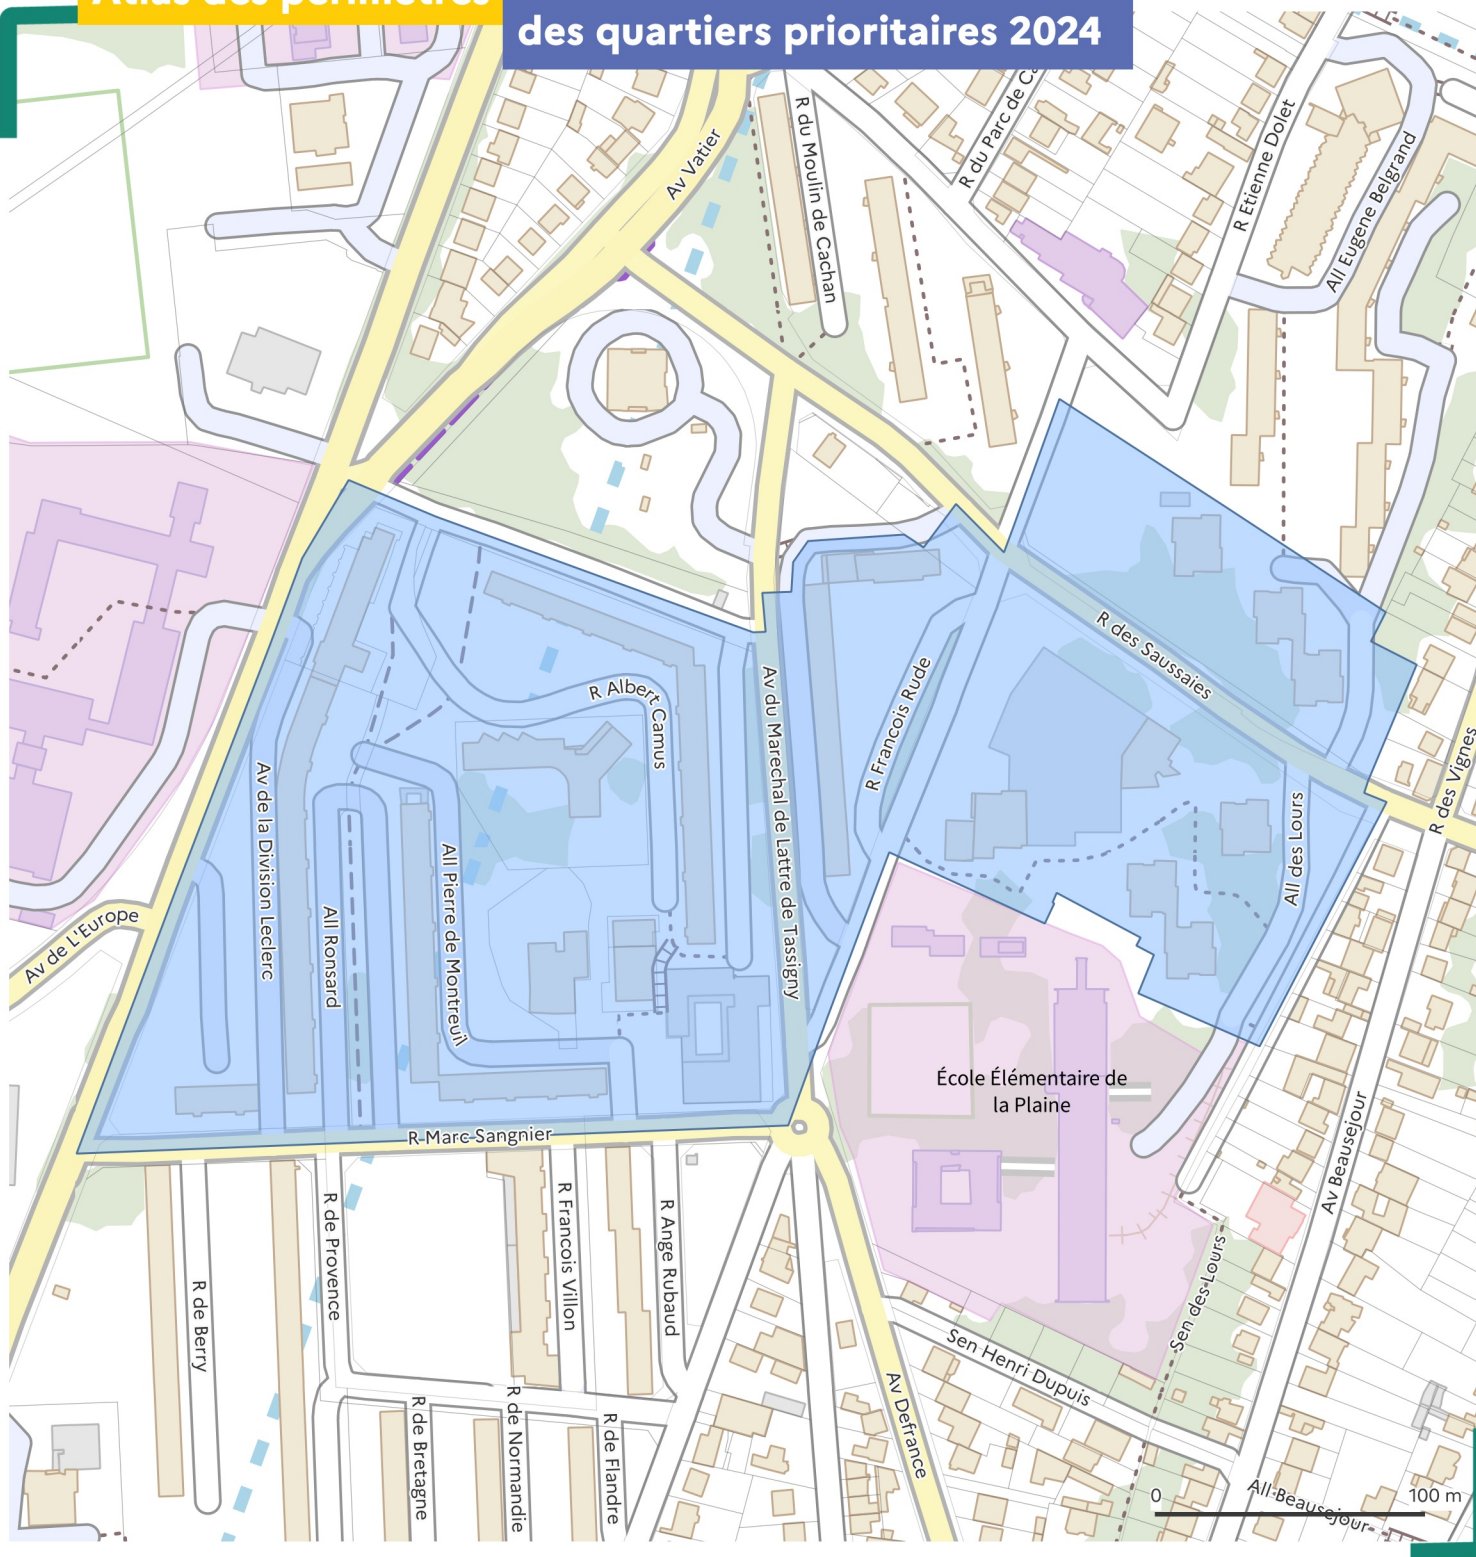 Atlas des périmètres
des quartiers prioritaires 2024
R du Moulin de Cachan
Av Vatier
R du Parc de Ca
R Etienne Dolet
All Eugene Belgrand
R des Saussaies
R Albert Camus
R Francois Rude
Av du Marechal de Lattre de Tassigny
Av de la Division Leclerc
All Ronsard
All Pierre de Montreuil
All des Lours
R des Vignes
Av de L'Europe
École Élémentaire de
la Plaine
R Marc Sangnier
R de Provence
R Francois Villon
R Ange Rubaud
R de Berry
Av Beausejour
Sen des Lours
Sen Henri Dupuis
Av Defrance
R de Bretagne
R de Normandie
R de Flandre
All Beausejour
0
100 m